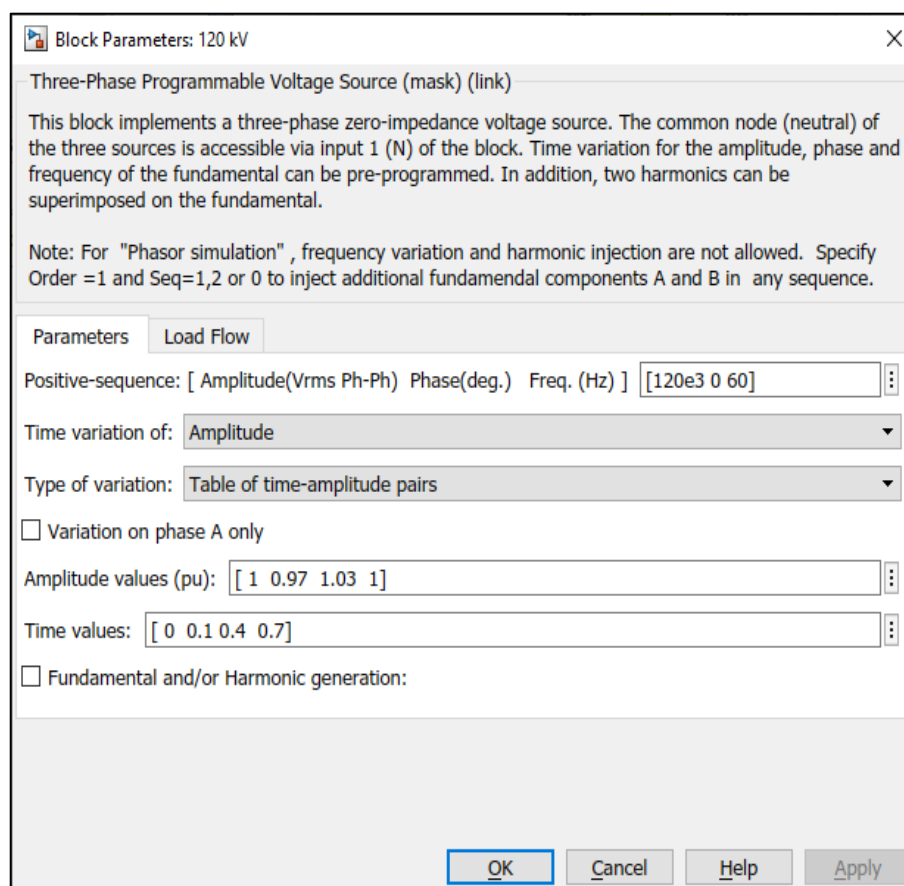 Block Parameters: 120 kV
Three-Phase Programmable Voltage Source (mask) (link)
This block implements a three-phase zero-impedance voltage source. The common node (neutral) of
the three sources is accessible via input 1 (N) of the block. Time variation for the amplitude, phase and
frequency of the fundamental can be pre-programmed. In addition, two harmonics can be
superimposed on the fundamental.
Note: For "Phasor simulation" , frequency variation and harmonic injection are not allowed. Specify
Order =1 and Seq=1,2 or 0 to inject additional fundamendal components A and B in any sequence.
Parameters Load Flow
Positive-sequence: [ Amplitude(Vrms Ph-Ph) Phase(deg.) Freq. (Hz) ] [120e3 0 60]
Time variation of: Amplitude
Type of variation: Table of time-amplitude pairs
Variation on phase A only
Amplitude values (pu): [ 1 0.97 1.03 1]
Time values: [ 0 0.1 0.4 0.7]
Fundamental and/or Harmonic generation:
OK Cancel Help Apply